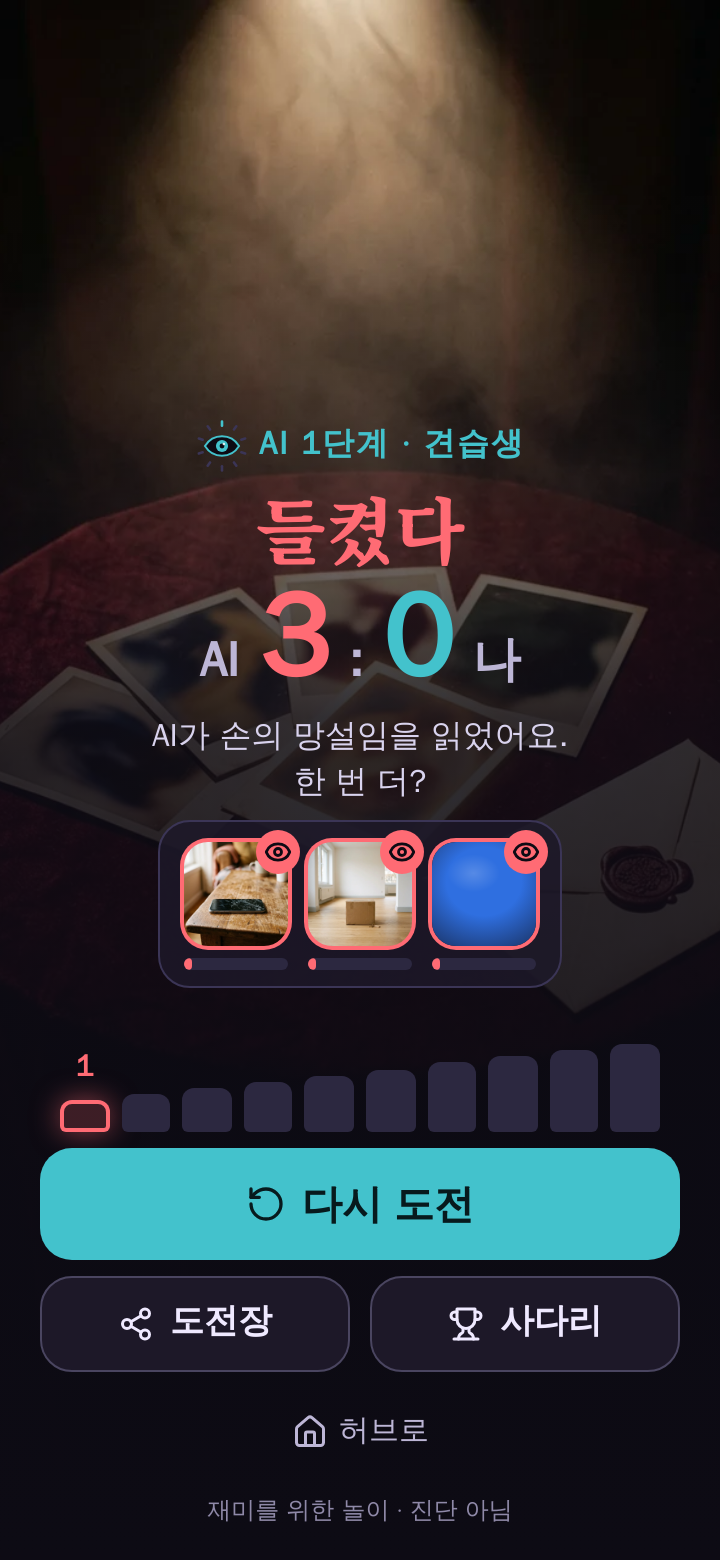 AI 1단계 · 견습생
들켰다
AI 3 : 0 나
AI가 손의 망설임을 읽었어요.
한 번 더?
1
다시 도전
도전장
사다리
허브로
재미를 위한 놀이 · 진단 아님